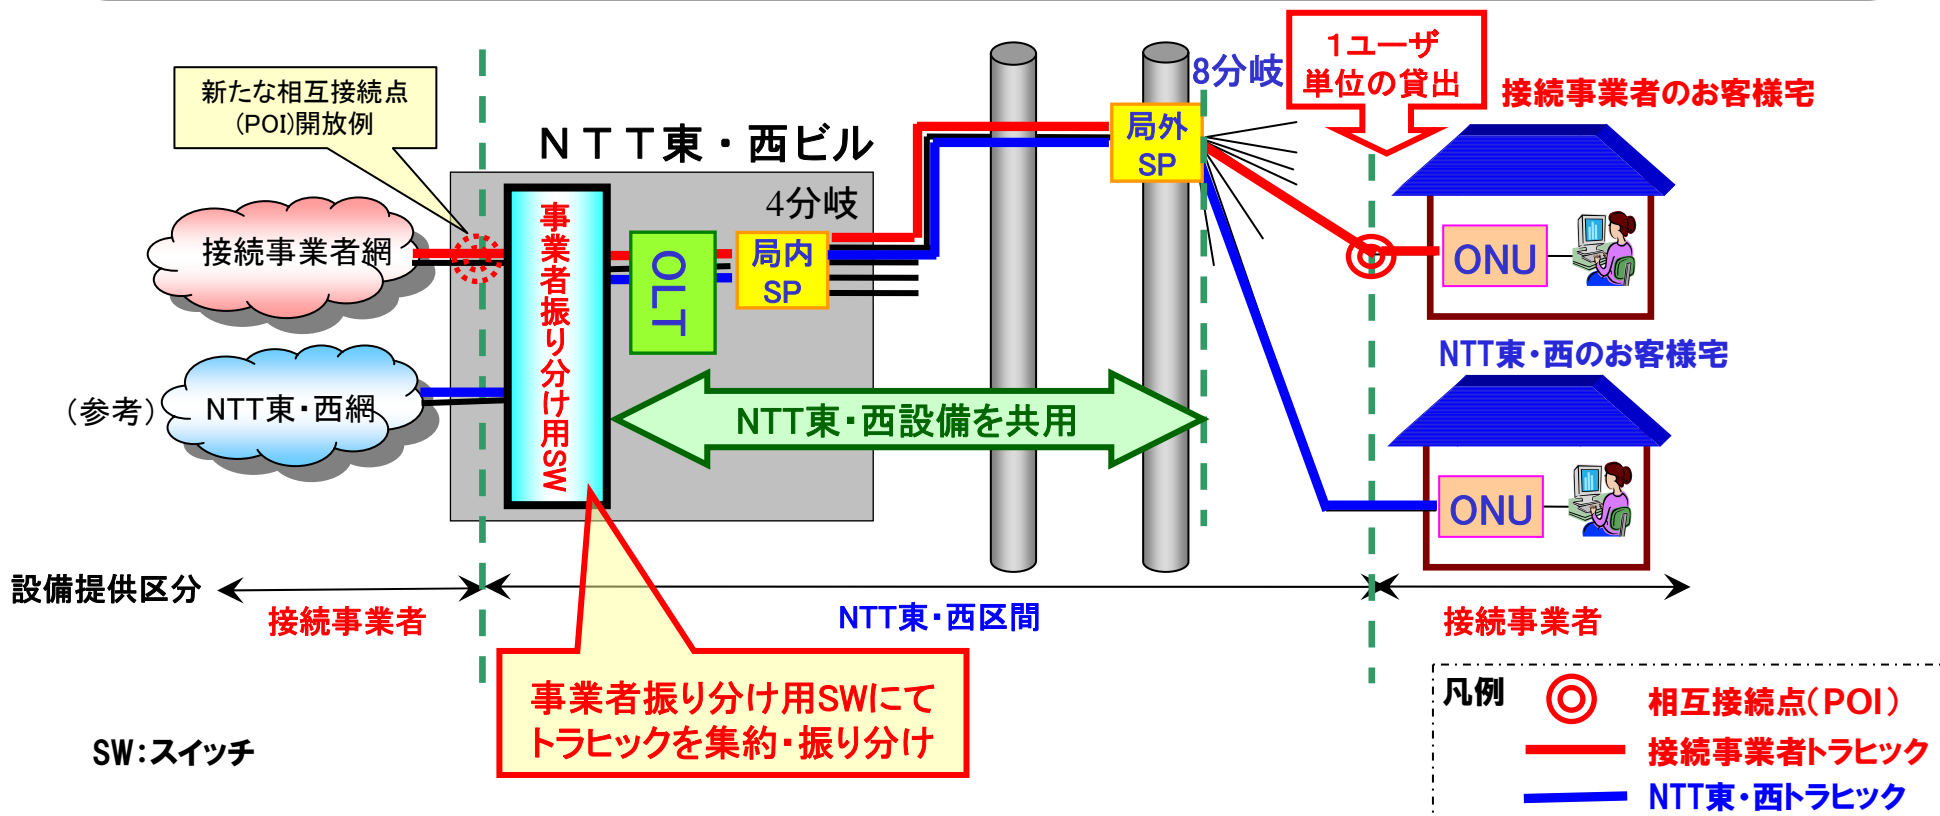 新たな相互接続点
(POI)開放例
NTT東・西ビル
8分岐
1ユーザ
単位の貸出
接続事業者のお客様宅
局外
SP
4分岐
接続事業者網
事業者振り分け用SW
OLT
局内
SP
ONU
NTT東・西のお客様宅
(参考)
NTT東・西網
NTT東・西設備を共用
ONU
設備提供区分
接続事業者
NTT東・西区間
接続事業者
事業者振り分け用SWにて
トラヒックを集約・振り分け
SW:スイッチ
凡例
相互接続点(POI)
接続事業者トラヒック
NTT東・西トラヒック